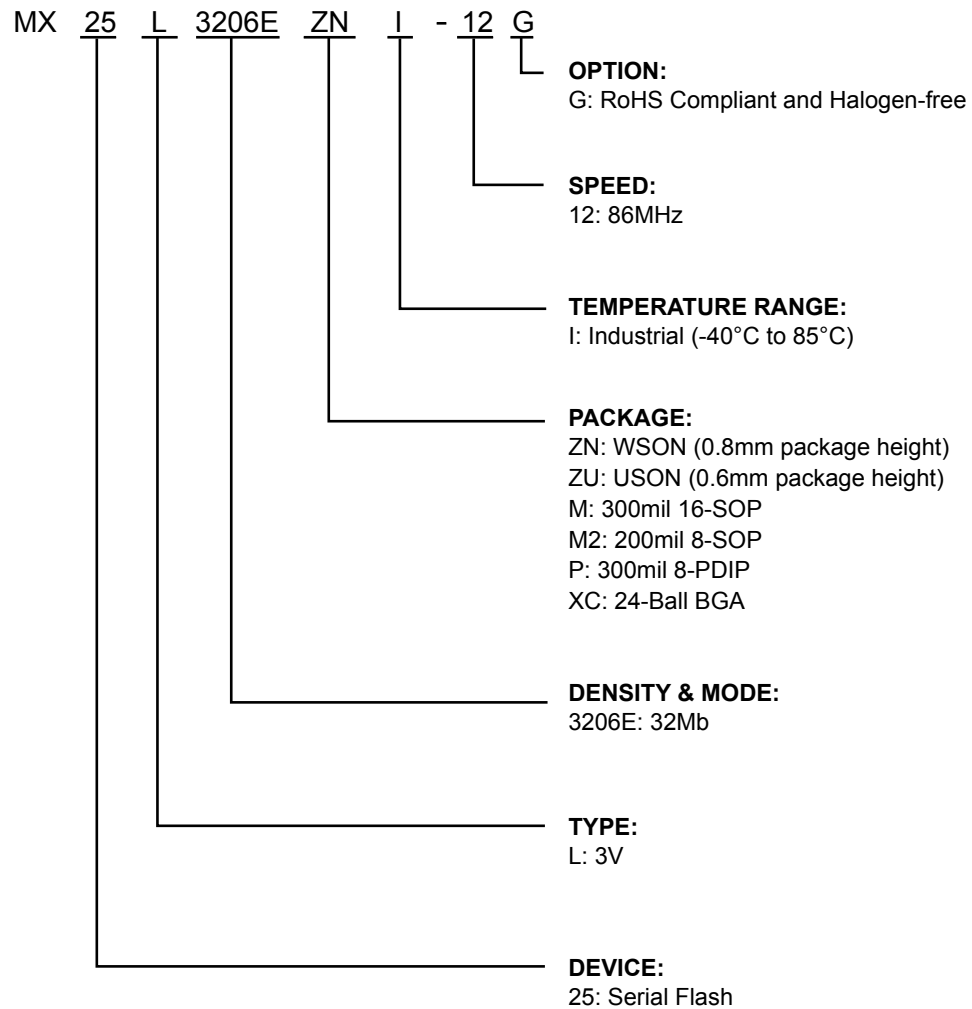 MX 25 L 3206E ZN I - 12 G
OPTION:
G: RoHS Compliant and Halogen-free
SPEED:
12: 86MHz
TEMPERATURE RANGE:
I: Industrial (-40°C to 85°C)
PACKAGE:
ZN: WSON (0.8mm package height)
ZU: USON (0.6mm package height)
M: 300mil 16-SOP
M2: 200mil 8-SOP
P: 300mil 8-PDIP
XC: 24-Ball BGA
DENSITY & MODE:
3206E: 32Mb
TYPE:
L: 3V
DEVICE:
25: Serial Flash